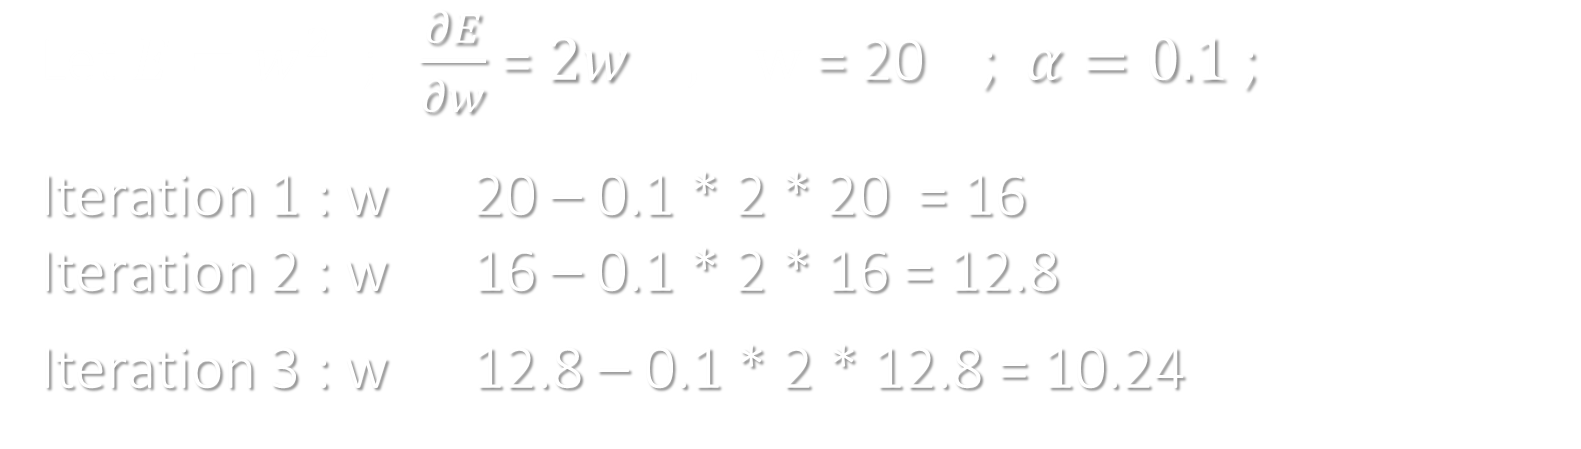 ∂E/∂w = 2w = 20 ; α = 0.1 ;
Iteration 1 : w 20 – 0.1 * 2 * 20 = 16
Iteration 2 : w 16 – 0.1 * 2 * 16 = 12.8
Iteration 3 : w 12.8 – 0.1 * 2 * 12.8 = 10.24